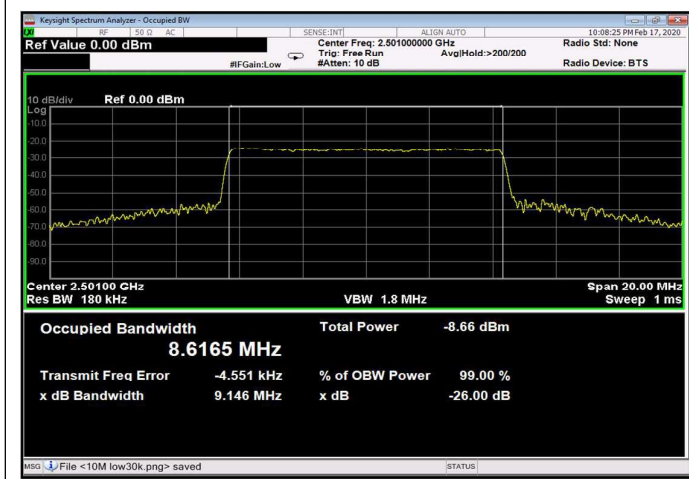 Keysight Spectrum Analyzer - Occupied BW
RF 50 Ω AC SENSE:INT ALIGN AUTO 10:08:25 PM Feb 17, 2020
Ref Value 0.00 dBm Center Freq: 2.501000000 GHz Radio Std: None
Trig: Free Run Avg|Hold:>200/200
#IFGain:Low #Atten: 10 dB Radio Device: BTS
10 dB/div Ref 0.00 dBm
Log
-10.0
-20.0
-30.0
-40.0
-50.0
-60.0
-70.0
-80.0
-90.0
Center 2.50100 GHz Span 20.00 MHz
Res BW 180 kHz VBW 1.8 MHz Sweep 1 ms
Occupied Bandwidth Total Power -8.66 dBm
8.6165 MHz
Transmit Freq Error -4.551 kHz % of OBW Power 99.00 %
x dB Bandwidth 9.146 MHz x dB -26.00 dB
MSG File <10M low30k.png> saved STATUS